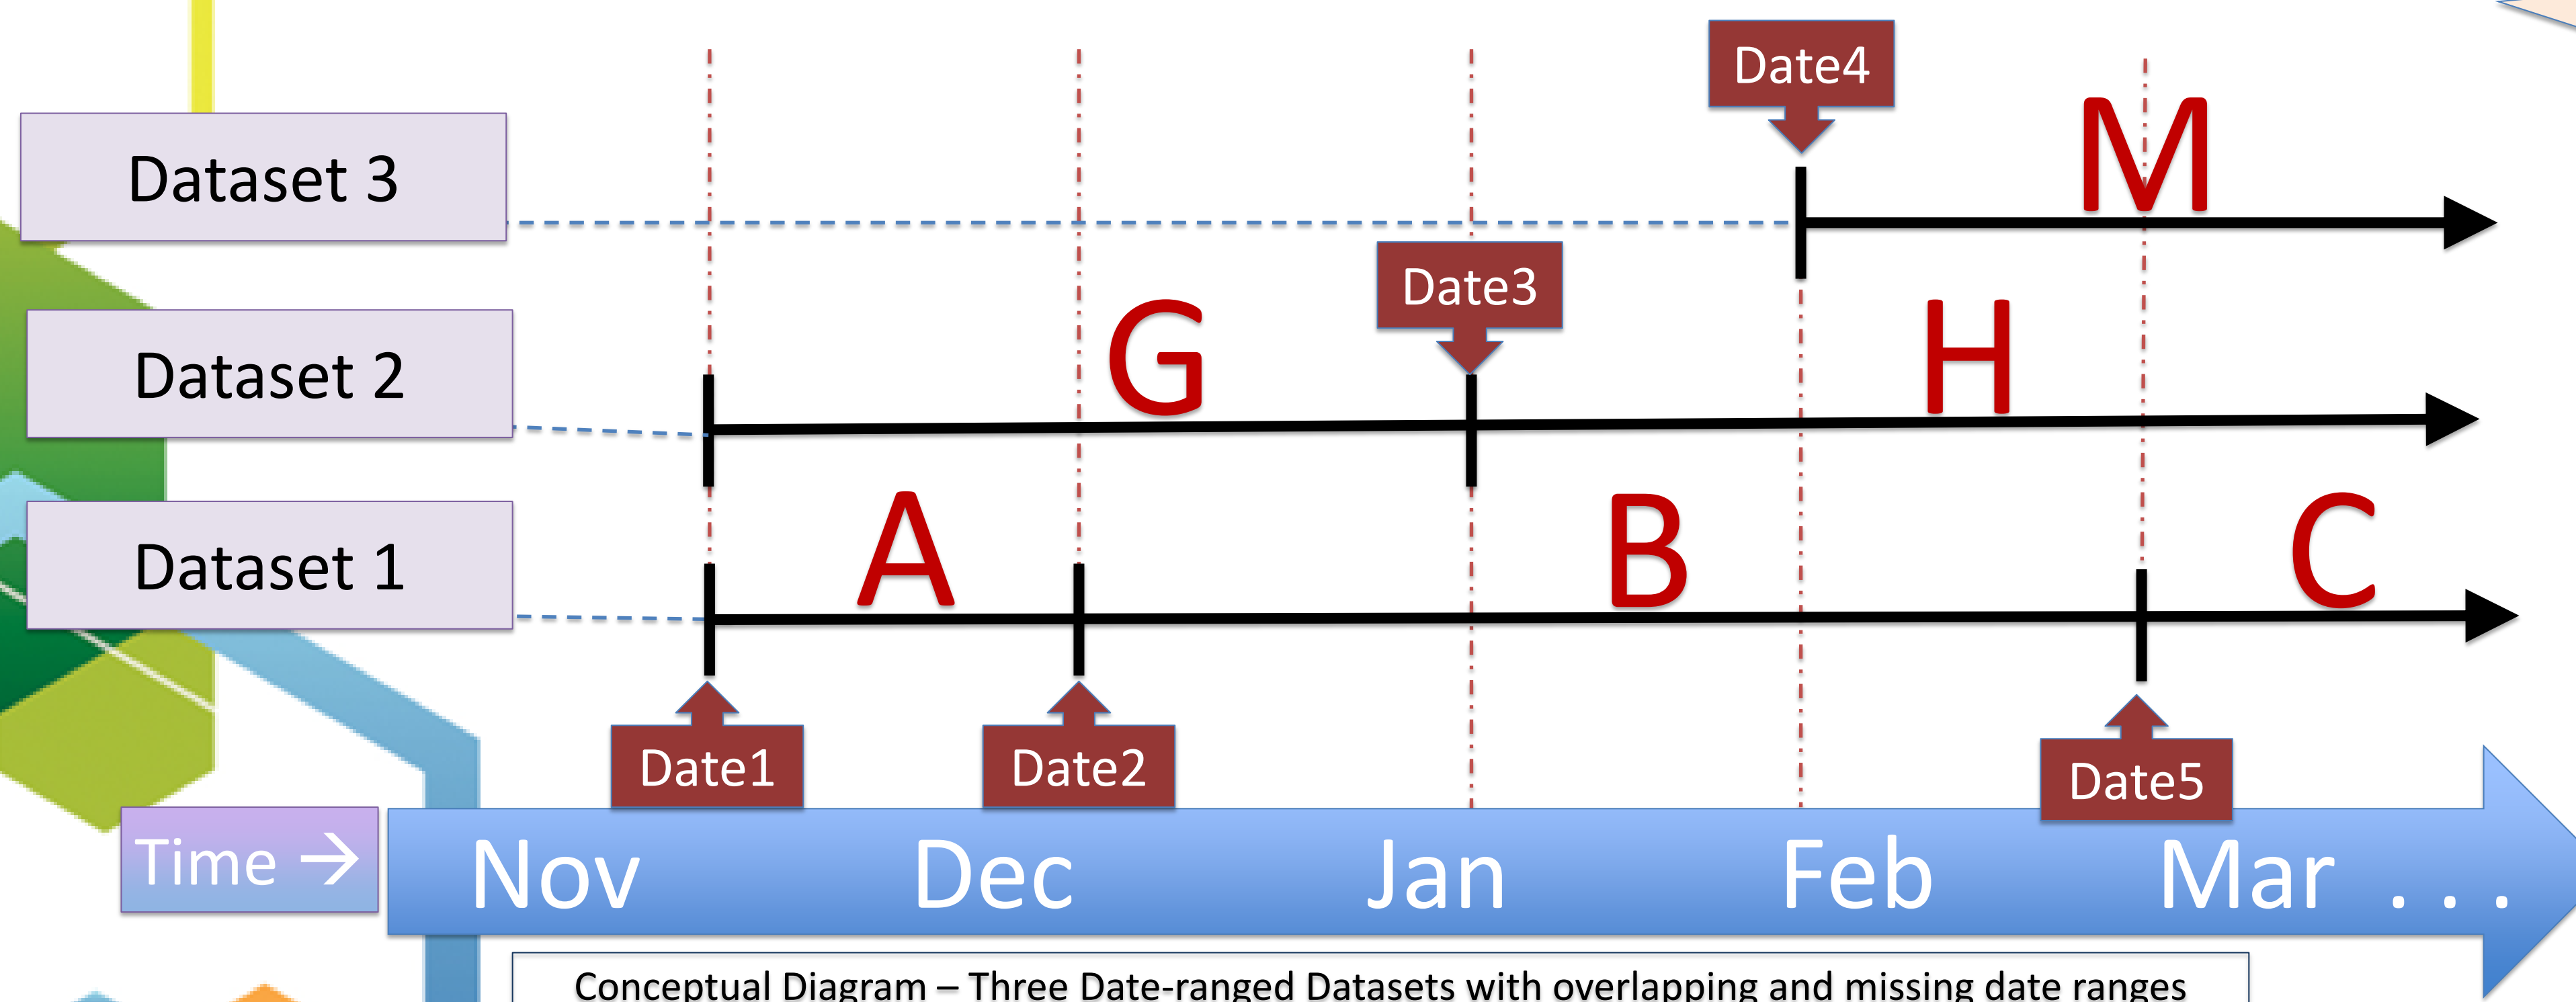 Date4
M
Dataset 3
Date3
G
H
Dataset 2
A
B
C
Dataset 1
Date1
Date2
Date5
Time →
Nov Dec Jan Feb Mar . . .
Conceptual Diagram – Three Date-ranged Datasets with overlapping and missing date ranges